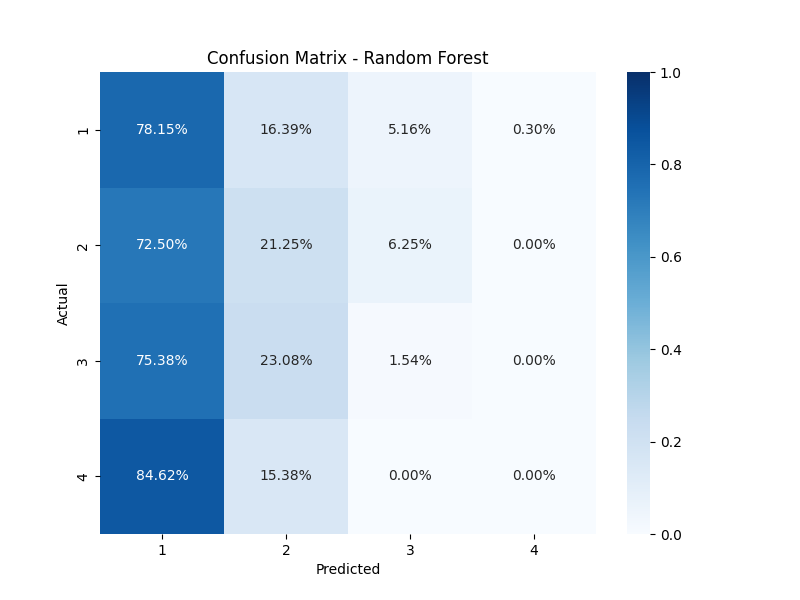 Confusion Matrix - Random Forest
1 78.15% 16.39% 5.16% 0.30%
2 72.50% 21.25% 6.25% 0.00%
3 75.38% 23.08% 1.54% 0.00%
4 84.62% 15.38% 0.00% 0.00%
Actual
1 2 3 4
Predicted
1.0
0.8
0.6
0.4
0.2
0.0